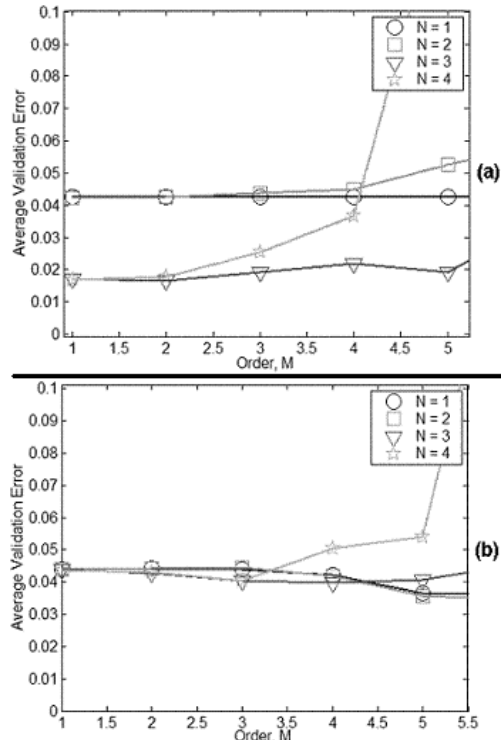 0.1
0.09
0.08
0.07
0.06
0.05
0.04
0.03
0.02
0.01
0
Average Validation Error
N = 1
N = 2
N = 3
N = 4
(a)
1 1.5 2 2.5 3 3.5 4 4.5 5
Order, M
0.1
0.09
0.08
0.07
0.06
0.05
0.04
0.03
0.02
0.01
0
Average Validation Error
N = 1
N = 2
N = 3
N = 4
(b)
1 1.5 2 2.5 3 3.5 4 4.5 5 5.5
Order, M